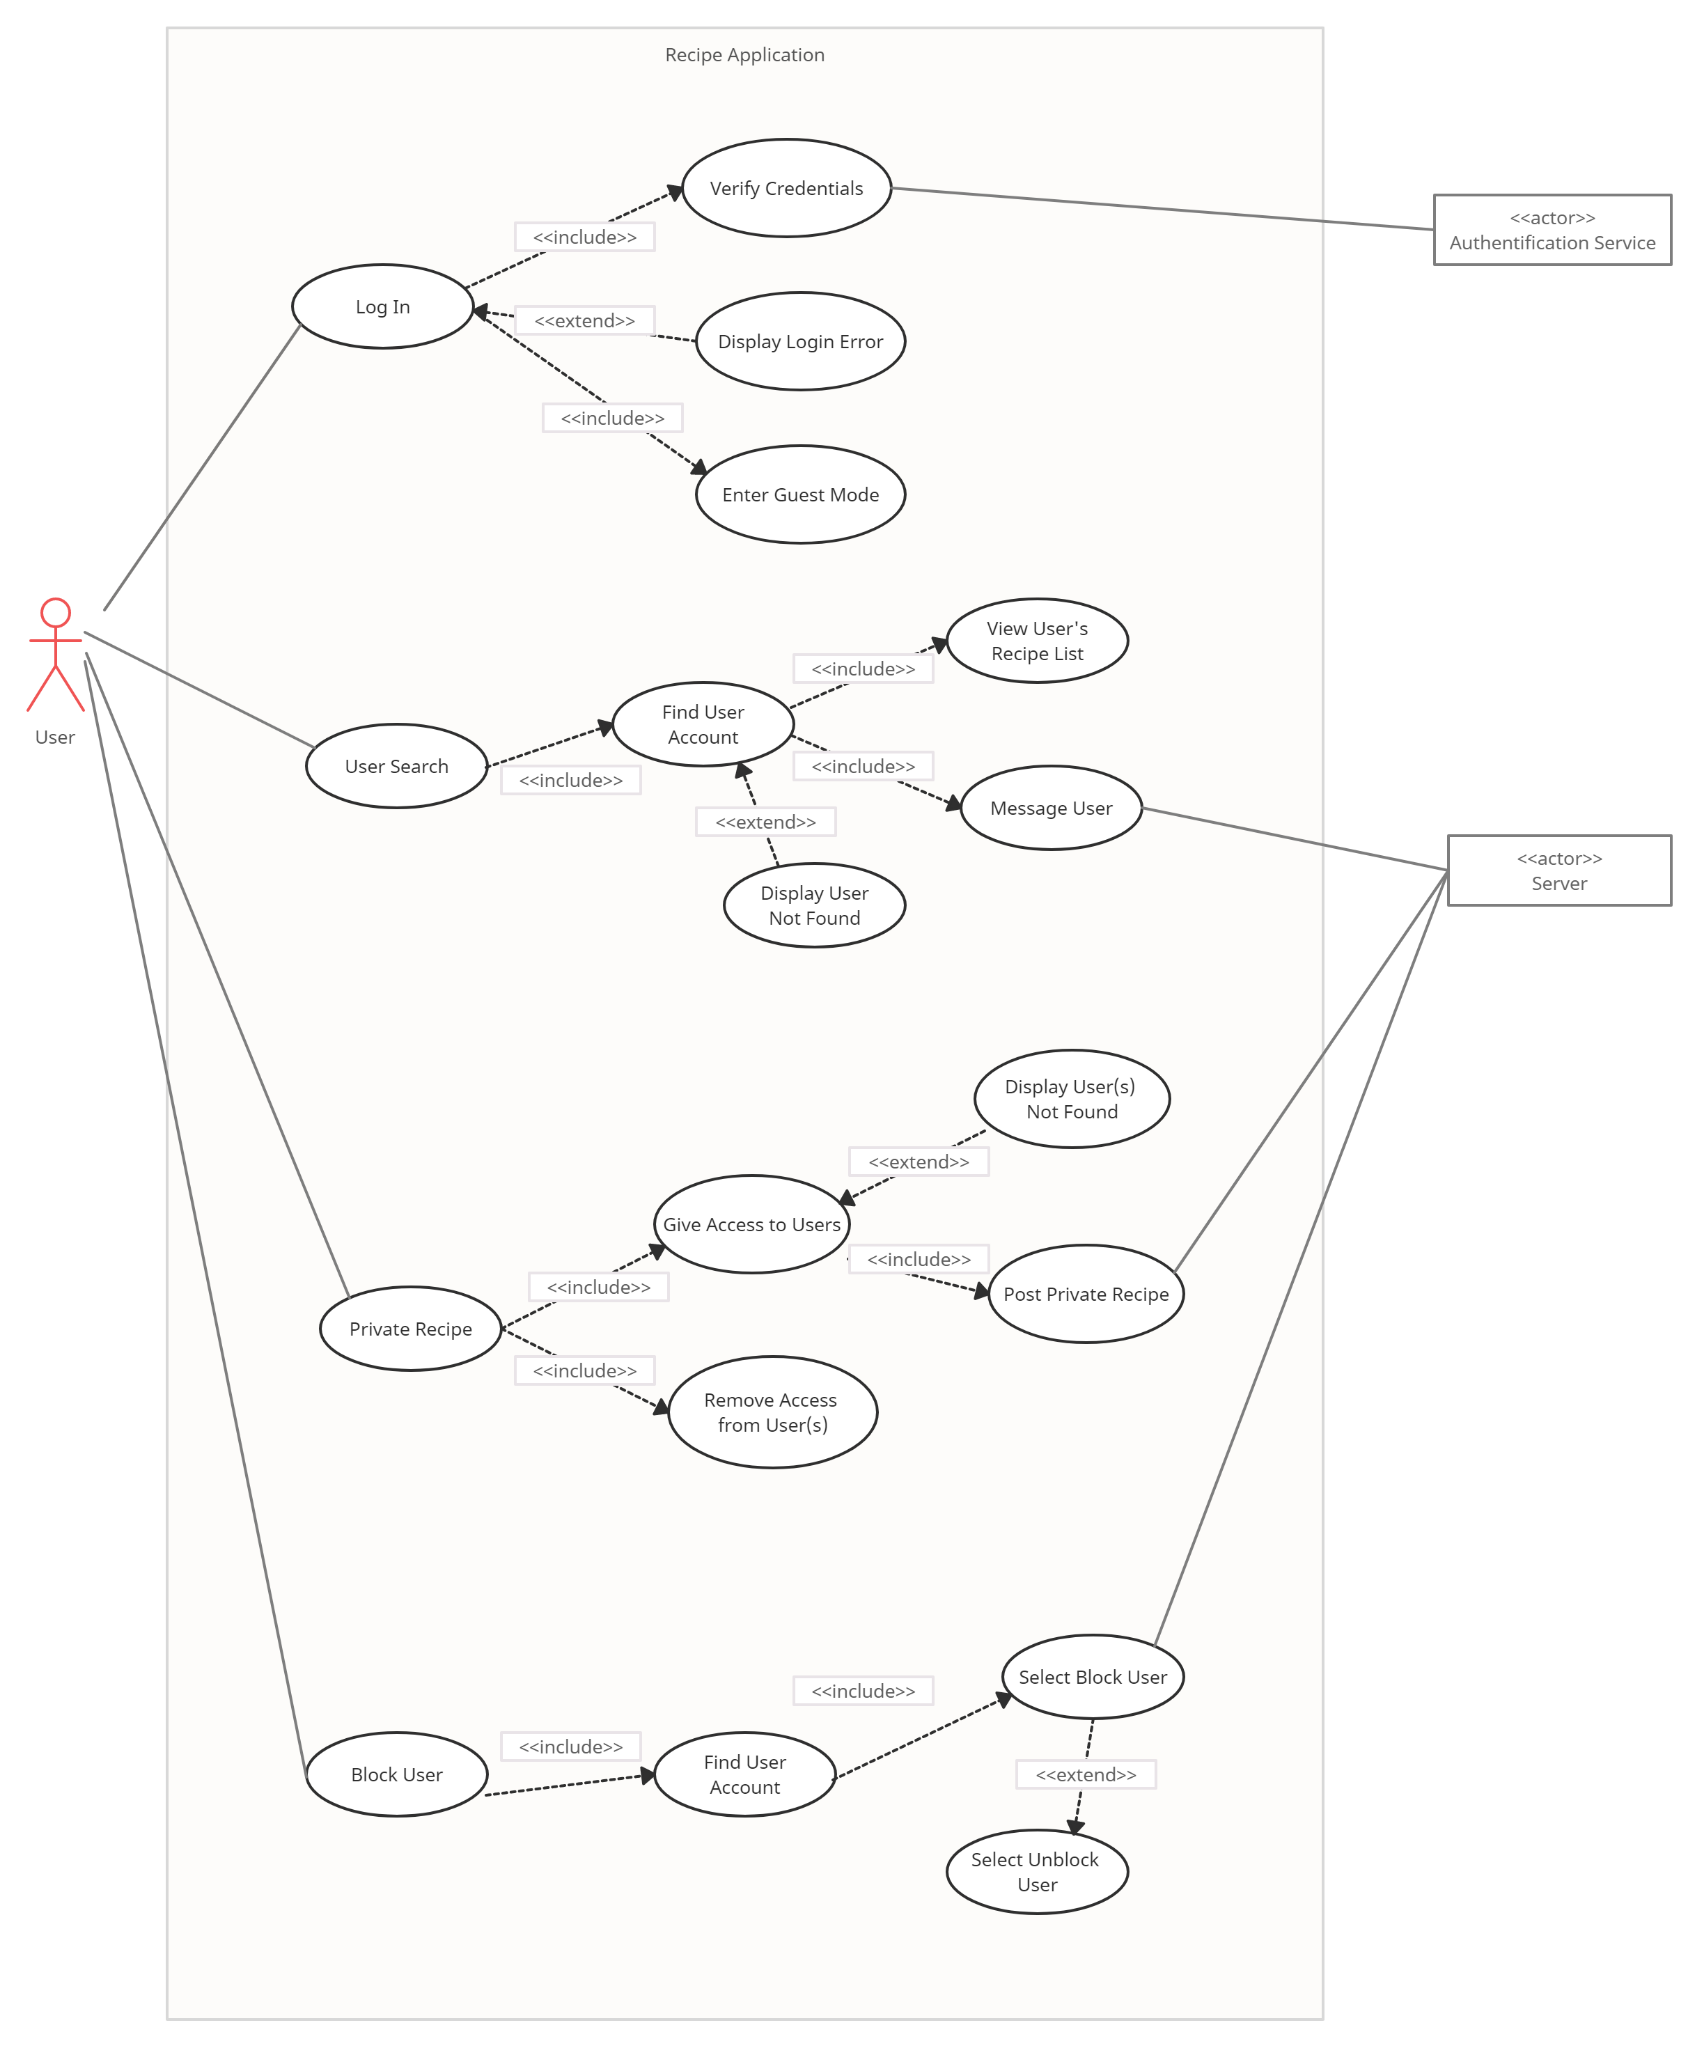 Recipe Application
Verify Credentials
<<actor>>
Authentification Service
<<include>>
Log In
<<extend>>
Display Login Error
<<include>>
Enter Guest Mode
User
View User's
Recipe List
<<include>>
Find User
Account
User Search
<<include>>
<<include>>
Message User
<<extend>>
<<actor>>
Server
Display User
Not Found
Display User(s)
Not Found
<<extend>>
Give Access to Users
<<include>>
<<include>>
Post Private Recipe
Private Recipe
<<include>>
Remove Access
from User(s)
Select Block User
<<include>>
<<include>>
Block User
Find User
Account
<<extend>>
Select Unblock
User